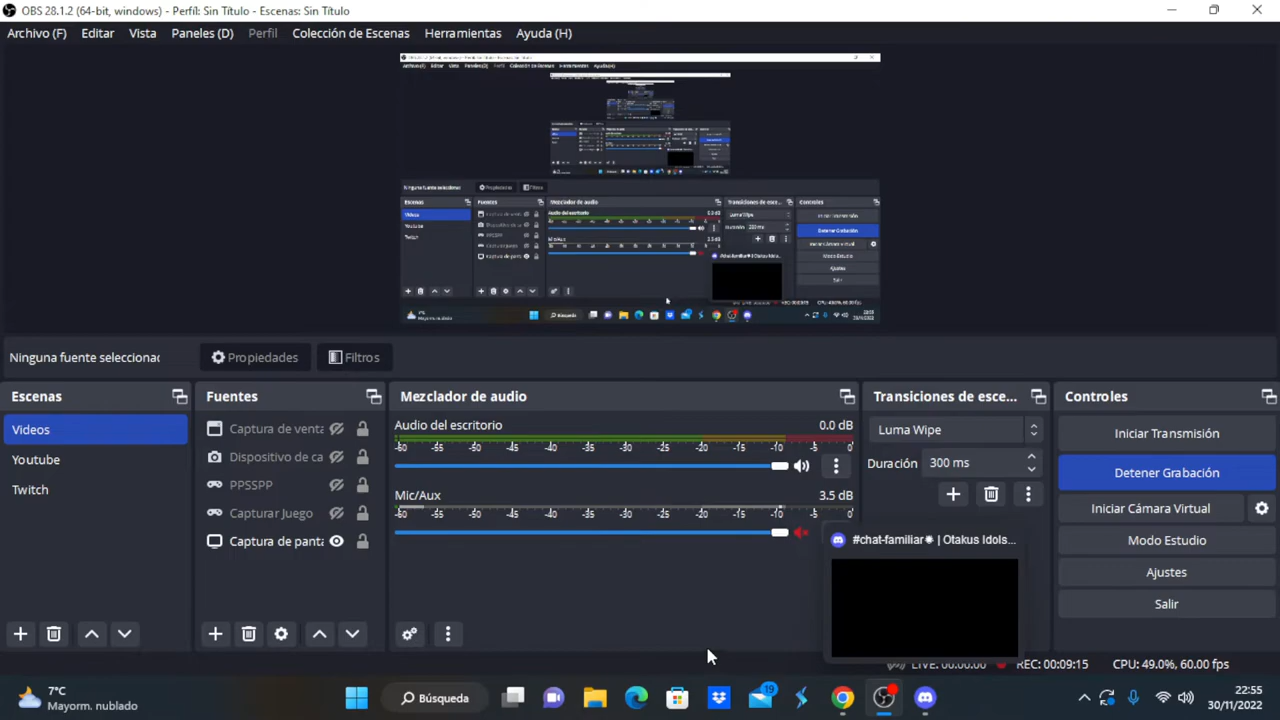 OBS 28.1.2 (64-bit, windows) - Perfil: Sin Título - Escenas: Sin Título
Archivo (F) Editar Vista Paneles (D) Perfil Colección de Escenas Herramientas Ayuda (H)
Ninguna fuente seleccionar Propiedades Filtros
Escenas Fuentes Mezclador de audio Transiciones de esce... Controles
Videos
Youtube
Twitch
Captura de venta
Dispositivo de ca
PPSSPP
Capturar Juego
Captura de panta
Audio del escritorio 0.0 dB
-60 -55 -50 -45 -40 -35 -30 -25 -20 -15 -10 -5 0
Mic/Aux 3.5 dB
-60 -55 -50 -45 -40 -35 -30 -25 -20 -15 -10 -5 0
Luma Wipe
Duración 300 ms
Iniciar Transmisión
Detener Grabación
Iniciar Cámara Virtual
Modo Estudio
Ajustes
Salir
#chat-familiar✹ | Otakus Idols...
LIVE: 00:00:00 REC: 00:09:15 CPU: 49.0%, 60.00 fps
7°C
Mayorm. nublado
Búsqueda
19
22:55
30/11/2022